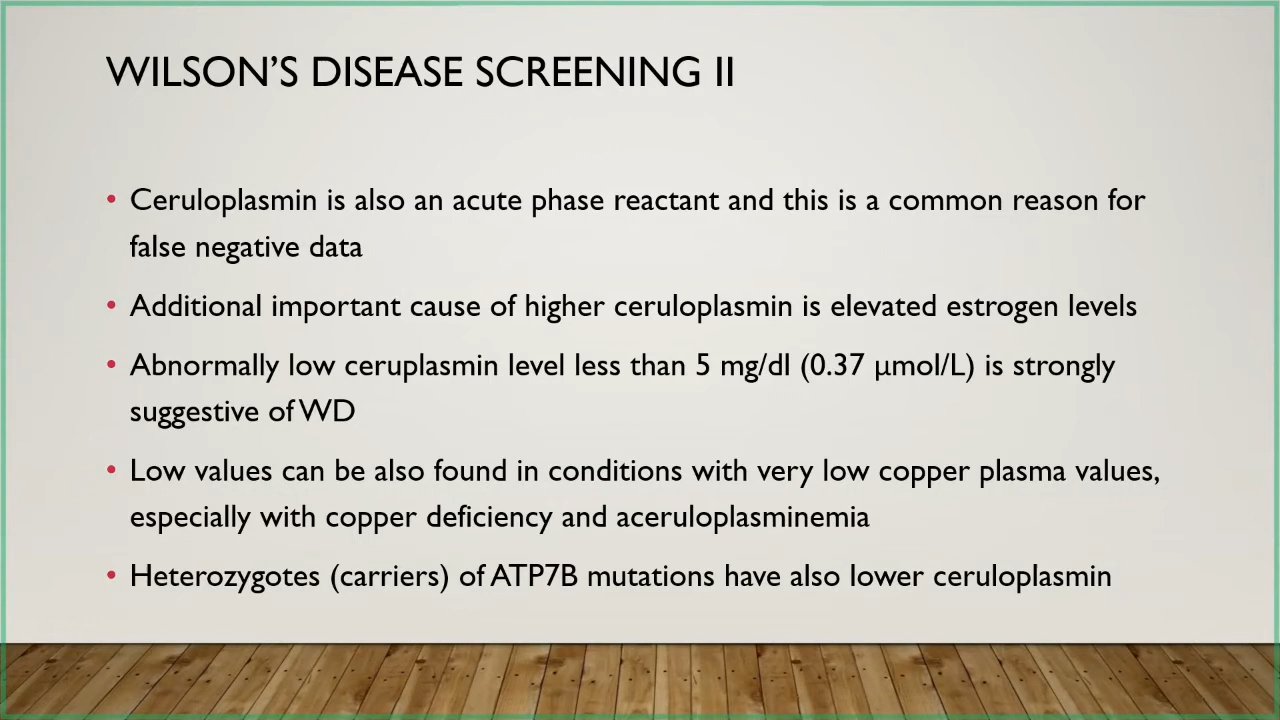 WILSON’S DISEASE SCREENING II
• Ceruloplasmin is also an acute phase reactant and this is a common reason for
false negative data
• Additional important cause of higher ceruloplasmin is elevated estrogen levels
• Abnormally low ceruplasmin level less than 5 mg/dl (0.37 μmol/L) is strongly
suggestive of WD
• Low values can be also found in conditions with very low copper plasma values,
especially with copper deficiency and aceruloplasminemia
• Heterozygotes (carriers) of ATP7B mutations have also lower ceruloplasmin